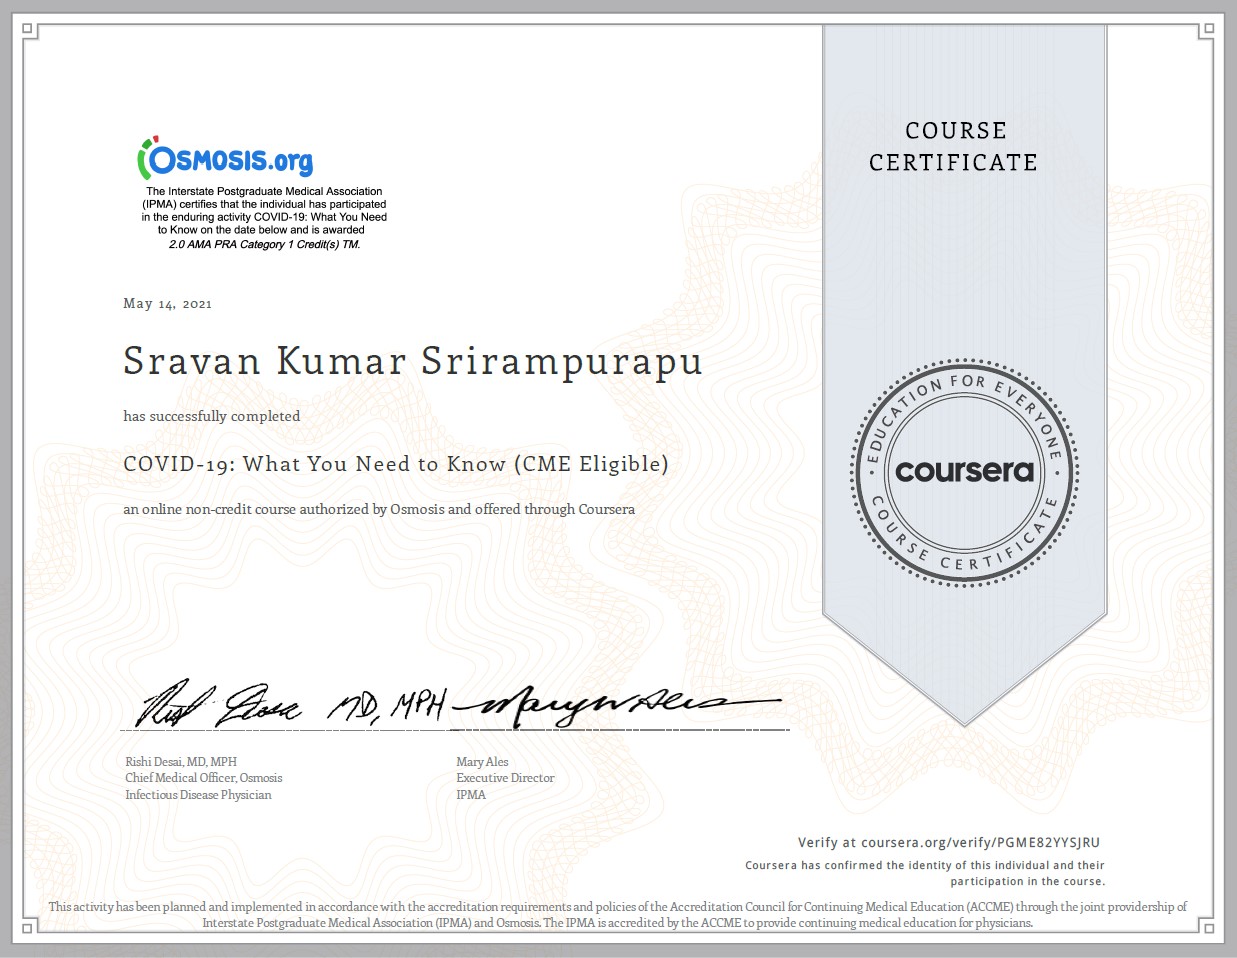 Osmosis.org
The Interstate Postgraduate Medical Association
(IPMA) certifies that the individual has participated
in the enduring activity COVID-19: What You Need
to Know on the date below and is awarded
2.0 AMA PRA Category 1 Credit(s) TM.
COURSE
CERTIFICATE
May 14, 2021
Sravan Kumar Srirampurapu
has successfully completed
COVID-19: What You Need to Know (CME Eligible)
an online non-credit course authorized by Osmosis and offered through Coursera
EDUCATION FOR EVERYONE
coursera
COURSE CERTIFICATE
MD, MPH
Rishi Desai, MD, MPH
Chief Medical Officer, Osmosis
Infectious Disease Physician
Mary Ales
Executive Director
IPMA
Verify at coursera.org/verify/PGME82YYSJRU
Coursera has confirmed the identity of this individual and their
participation in the course.
This activity has been planned and implemented in accordance with the accreditation requirements and policies of the Accreditation Council for Continuing Medical Education (ACCME) through the joint providership of
Interstate Postgraduate Medical Association (IPMA) and Osmosis. The IPMA is accredited by the ACCME to provide continuing medical education for physicians.